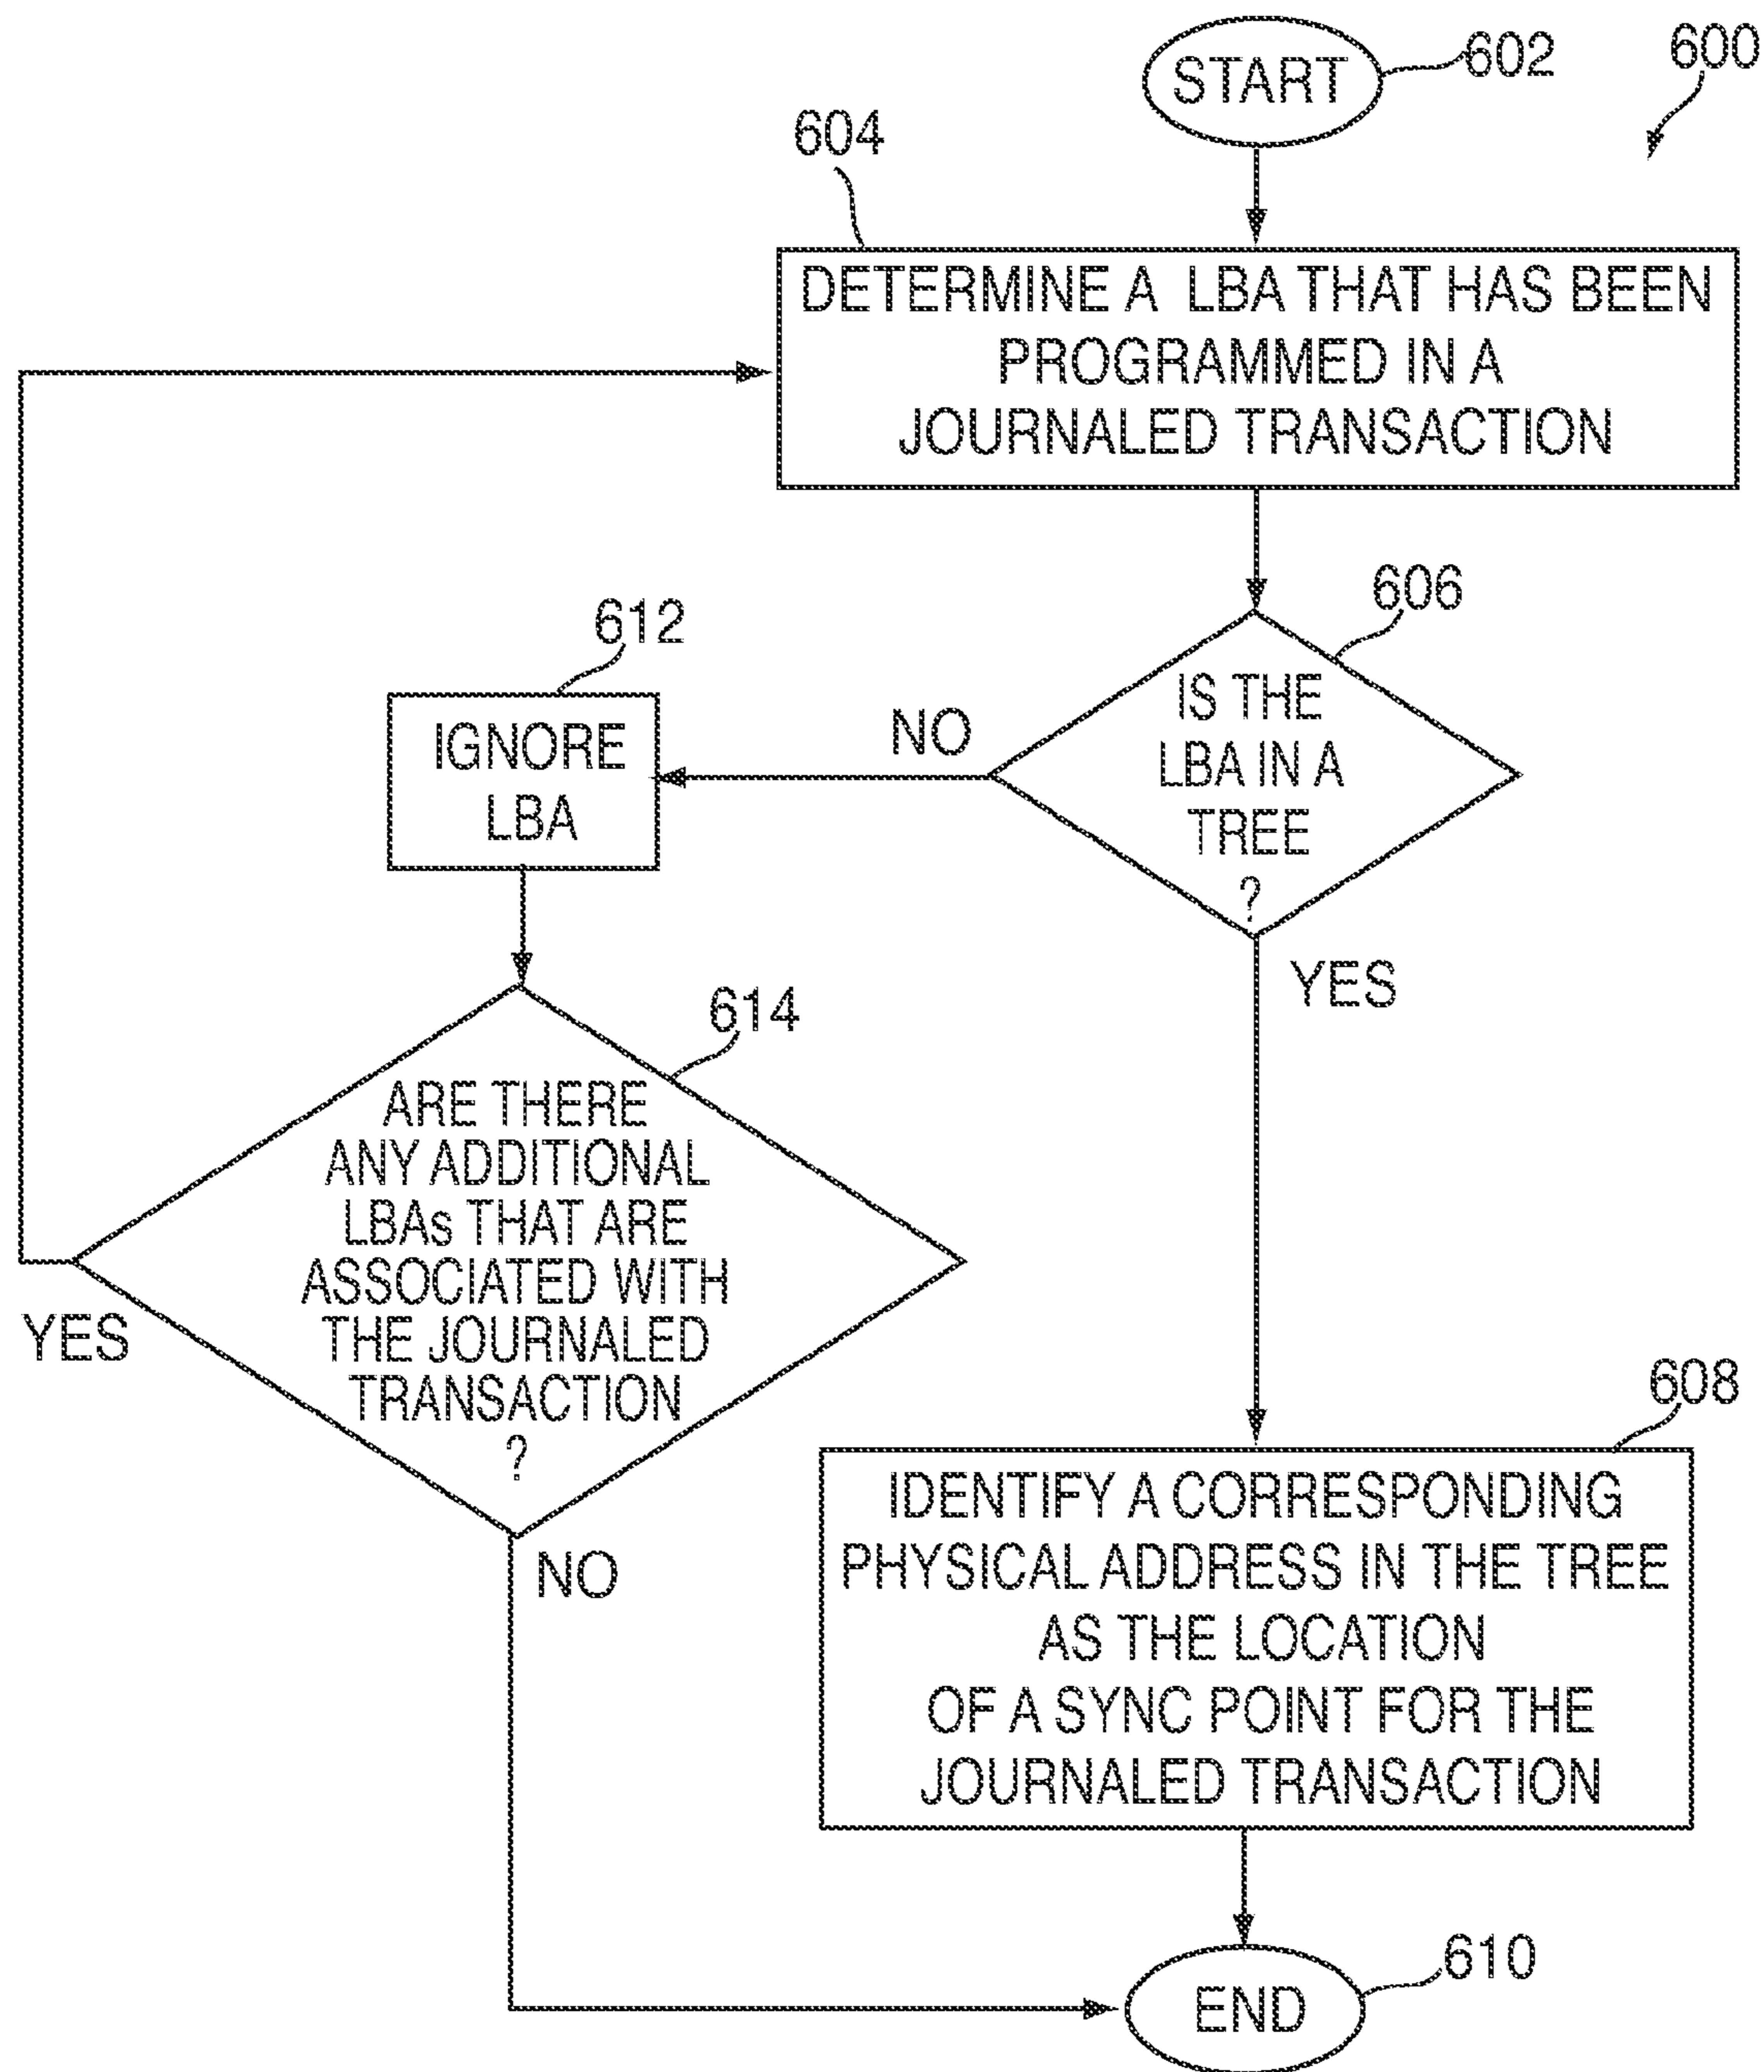 START
602
600
604
DETERMINE A LBA THAT HAS BEEN
PROGRAMMED IN A
JOURNALED TRANSACTION
606
IS THE
LBA IN A
TREE
?
NO
YES
612
IGNORE
LBA
614
ARE THERE
ANY ADDITIONAL
LBAs THAT ARE
ASSOCIATED WITH
THE JOURNALED
TRANSACTION
?
YES
NO
608
IDENTIFY A CORRESPONDING
PHYSICAL ADDRESS IN THE TREE
AS THE LOCATION
OF A SYNC POINT FOR THE
JOURNALED TRANSACTION
END
610